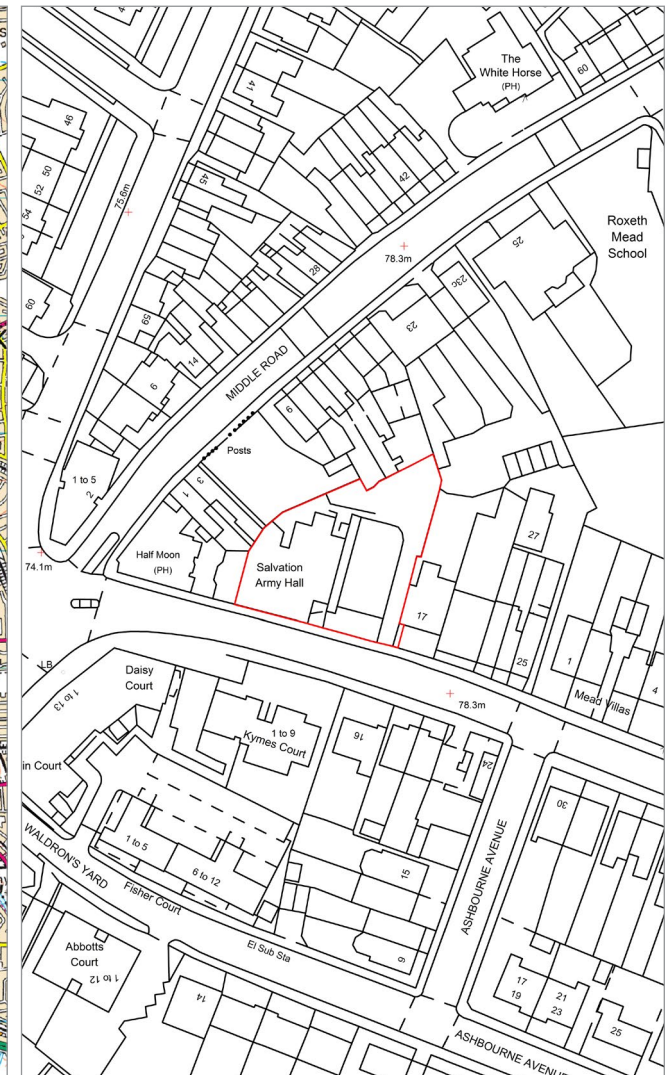 The
White Horse
(PH)
60
41
46
50
52
54
75.6m
45
42
78.3m
Roxeth
Mead
School
25
23c
23
28
60
59
14
6
MIDDLE ROAD
6
Posts
1 to 5
2
3
1
Half Moon
(PH)
74.1m
Salvation
Army Hall
17
27
25
1
Mead Villas
4
78.3m
LB
1 to 13
Daisy
Court
1 to 9
Kymes Court
16
24
in Court
30
ASHBOURNE AVENUE
1 to 5
6 to 12
15
WALDRON'S YARD
Fisher Court
El Sub Sta
9
Abbotts
Court
1 to 12
14
17
19
21
23
25
ASHBOURNE AVENUE